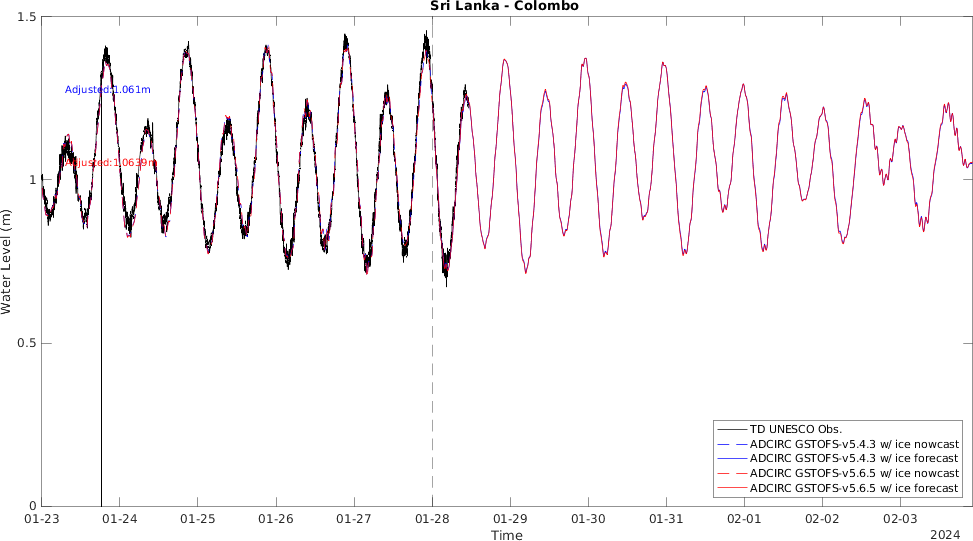 Sri Lanka - Colombo
1.5
Adjusted:1.061m
Adjusted:1.0639m
1
0.5
0
Water Level (m)
TD UNESCO Obs.
ADCIRC GSTOFS-v5.4.3 w/ ice nowcast
ADCIRC GSTOFS-v5.4.3 w/ ice forecast
ADCIRC GSTOFS-v5.6.5 w/ ice nowcast
ADCIRC GSTOFS-v5.6.5 w/ ice forecast
01-23 01-24 01-25 01-26 01-27 01-28 01-29 01-30 01-31 02-01 02-02 02-03
Time
2024